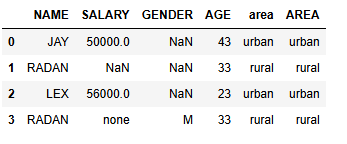 NAME SALARY GENDER AGE area AREA
0 JAY 50000.0 NaN 43 urban urban
1 RADAN NaN NaN 33 rural rural
2 LEX 56000.0 NaN 23 urban urban
3 RADAN none M 33 rural rural